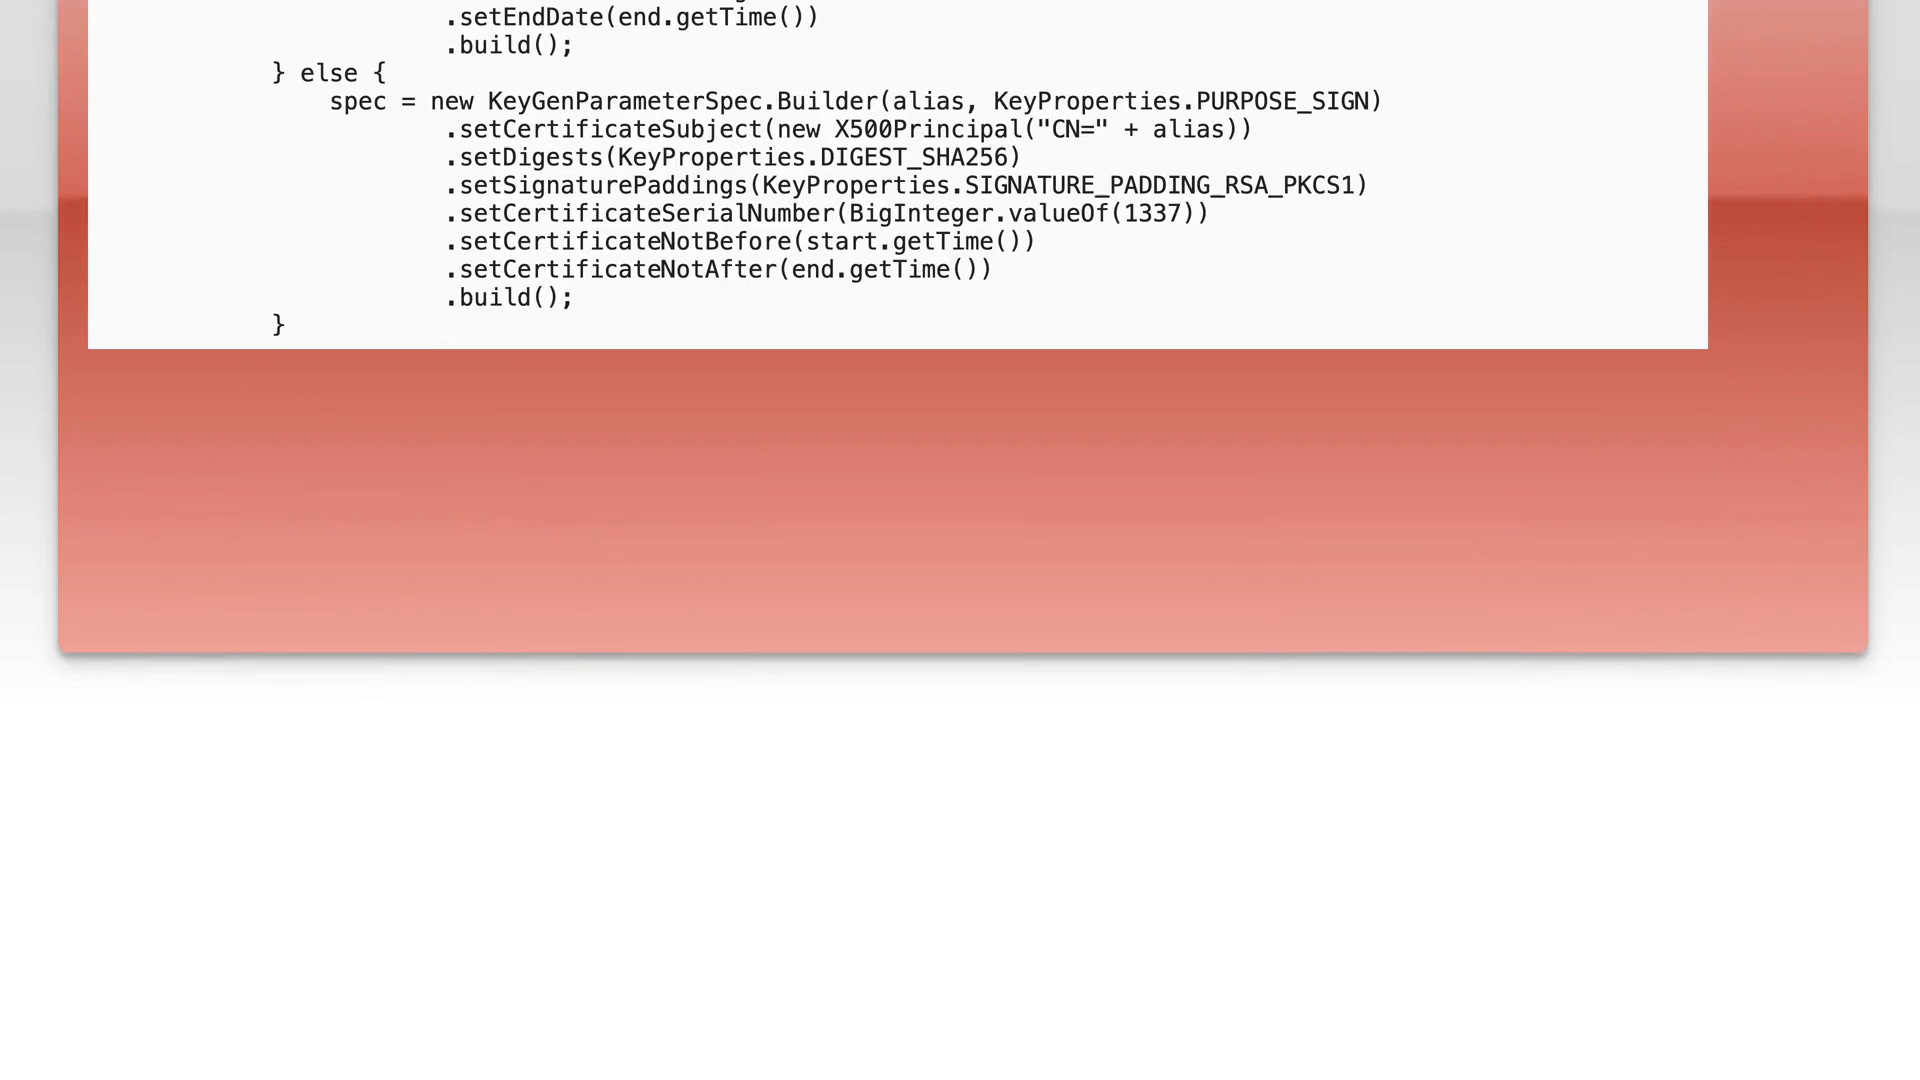 .setEndDate(end.getTime())
.build();
} else {
spec = new KeyGenParameterSpec.Builder(alias, KeyProperties.PURPOSE_SIGN)
.setCertificateSubject(new X500Principal("CN=" + alias))
.setDigests(KeyProperties.DIGEST_SHA256)
.setSignaturePaddings(KeyProperties.SIGNATURE_PADDING_RSA_PKCS1)
.setCertificateSerialNumber(BigInteger.valueOf(1337))
.setCertificateNotBefore(start.getTime())
.setCertificateNotAfter(end.getTime())
.build();
}